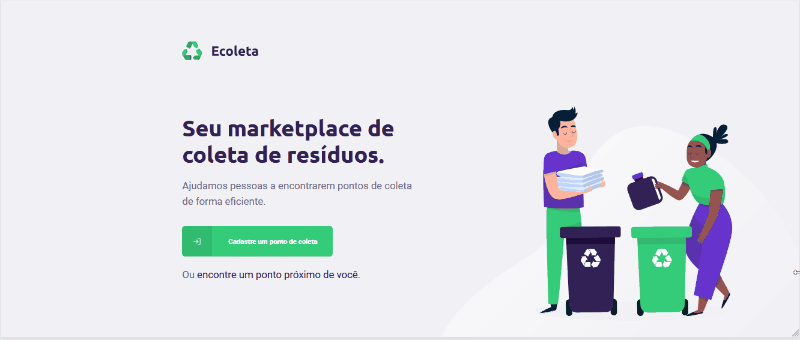 Ecoleta
Seu marketplace de
coleta de resíduos.
Ajudamos pessoas a encontrarem pontos de coleta
de forma eficiente.
Cadastre um ponto de coleta
Ou encontre um ponto próximo de você.